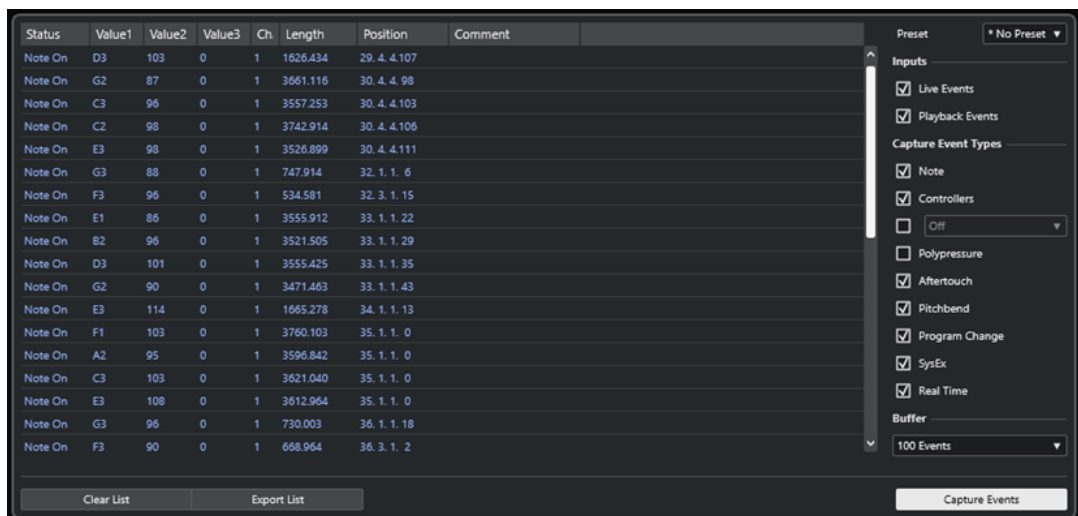 Status Value1 Value2 Value3 Ch. Length Position Comment
Note On D3 103 0 1 1626.434 29. 4. 4.107
Note On G2 87 0 1 3661.116 30. 4. 4. 98
Note On C3 96 0 1 3557.253 30. 4. 4.103
Note On C2 98 0 1 3742.914 30. 4. 4.106
Note On E3 98 0 1 3526.899 30. 4. 4.111
Note On G3 88 0 1 747.914 32. 1. 1. 6
Note On F3 96 0 1 534.581 32. 3. 1. 15
Note On E1 86 0 1 3555.912 33. 1. 1. 22
Note On B2 96 0 1 3521.505 33. 1. 1. 29
Note On D3 101 0 1 3555.425 33. 1. 1. 35
Note On G2 90 0 1 3471.463 33. 1. 1. 43
Note On E3 114 0 1 1665.278 34. 1. 1. 13
Note On F1 103 0 1 3760.103 35. 1. 1. 0
Note On A2 95 0 1 3596.842 35. 1. 1. 0
Note On C3 103 0 1 3621.040 35. 1. 1. 0
Note On E3 108 0 1 3612.964 35. 1. 1. 0
Note On G3 96 0 1 730.003 36. 1. 1. 18
Note On F3 90 0 1 668.964 36. 3. 1. 2
Clear List Export List
Preset * No Preset
Inputs
Live Events
Playback Events
Capture Event Types
Note
Controllers
Off
Polypressure
Aftertouch
Pitchbend
Program Change
SysEx
Real Time
Buffer
100 Events
Capture Events